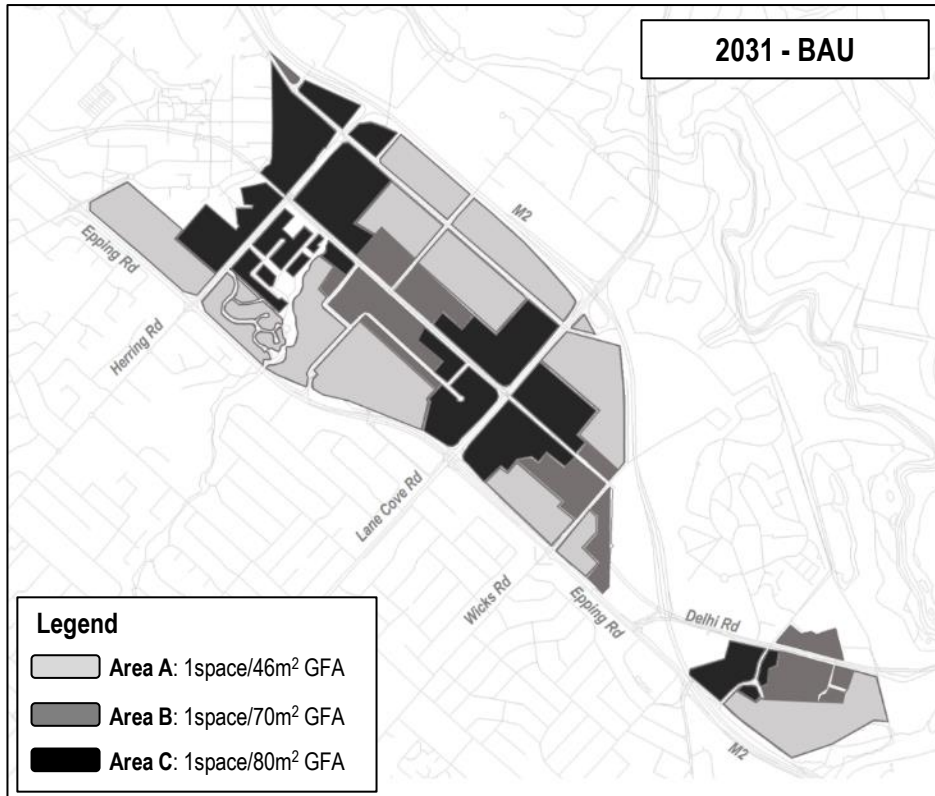 2031 - BAU
M2
Epping Rd
Herring Rd
Lane Cove Rd
Wicks Rd
Epping Rd
Delhi Rd
M2
Legend
Area A: 1space/46m² GFA
Area B: 1space/70m² GFA
Area C: 1space/80m² GFA